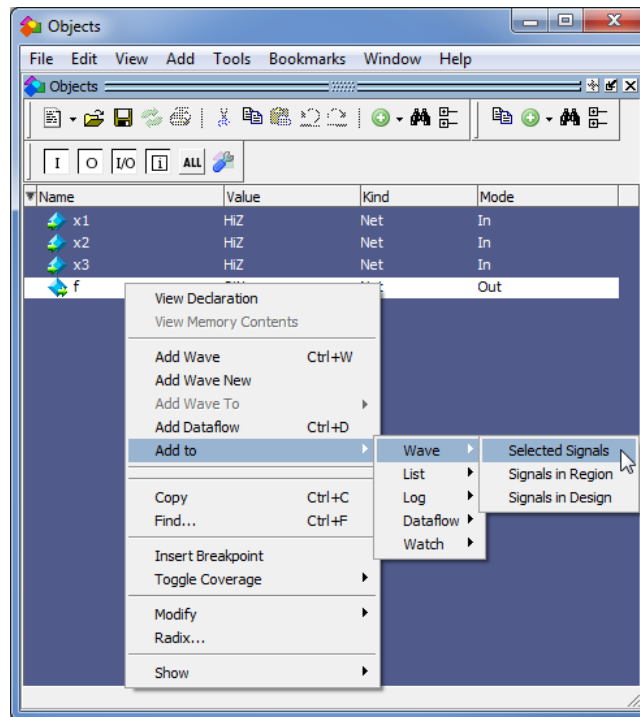 Objects
File Edit View Add Tools Bookmarks Window Help
Objects
I O I/O i ALL
Name Value Kind Mode
x1 HiZ Net In
x2 HiZ Net In
x3 HiZ Net In
f Out
View Declaration
View Memory Contents
Add Wave Ctrl+W
Add Wave New
Add Wave To
Add Dataflow Ctrl+D
Add to Wave Selected Signals
List Signals in Region
Copy Ctrl+C Log Signals in Design
Find... Ctrl+F Dataflow
Watch
Insert Breakpoint
Toggle Coverage
Modify
Radix...
Show